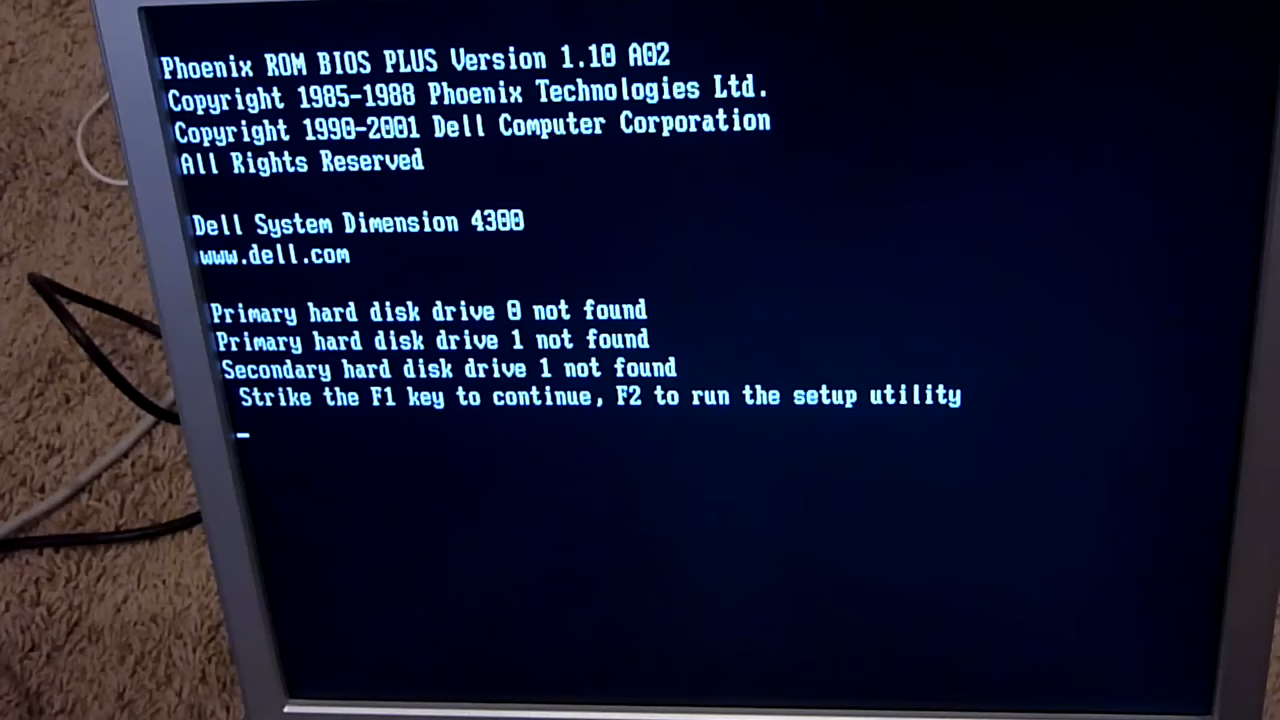 Phoenix ROM BIOS PLUS Version 1.10 A02
Copyright 1985-1988 Phoenix Technologies Ltd.
Copyright 1990-2001 Dell Computer Corporation
All Rights Reserved
Dell System Dimension 4300
www.dell.com
Primary hard disk drive 0 not found
Primary hard disk drive 1 not found
Secondary hard disk drive 1 not found
Strike the F1 key to continue, F2 to run the setup utility